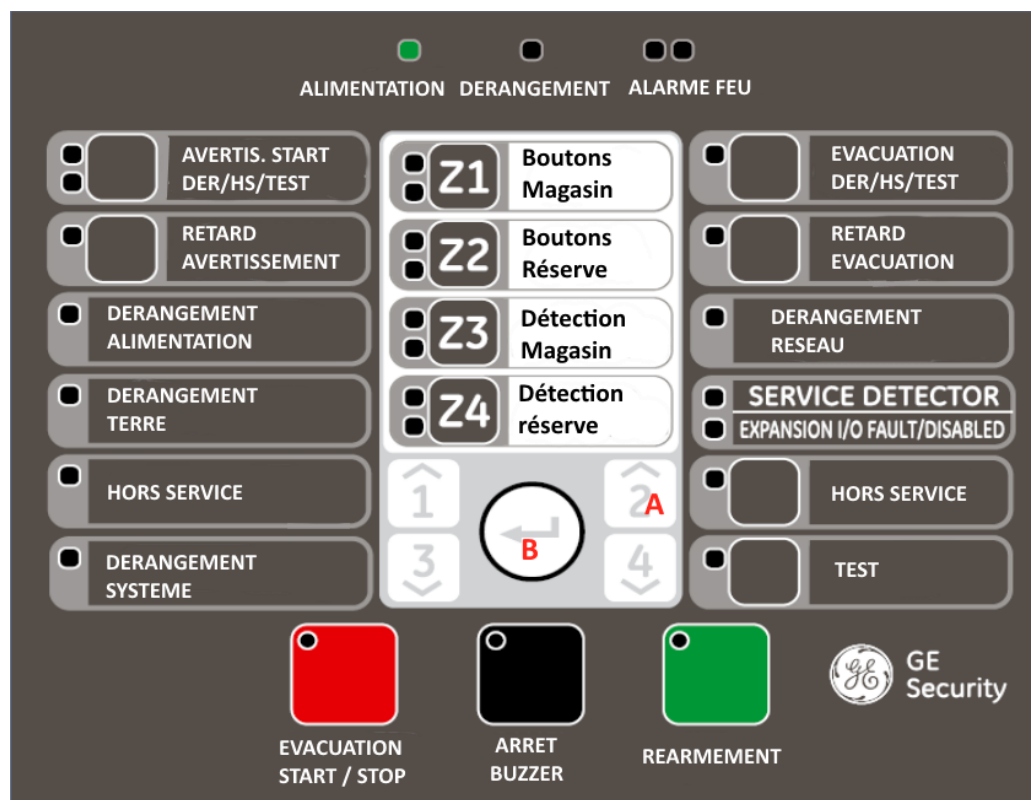 ALIMENTATION DERANGEMENT ALARME FEU
AVERTIS. START
DER/HS/TEST
RETARD
AVERTISSEMENT
DERANGEMENT
ALIMENTATION
DERANGEMENT
TERRE
HORS SERVICE
DERANGEMENT
SYSTEME
Z1
Boutons
Magasin
Z2
Boutons
Réserve
Z3
Détection
Magasin
Z4
Détection
réserve
1
2
A
B
3
4
EVACUATION
DER/HS/TEST
RETARD
EVACUATION
DERANGEMENT
RESEAU
SERVICE DETECTOR
EXPANSION I/O FAULT/DISABLED
HORS SERVICE
TEST
EVACUATION
START / STOP
ARRET
BUZZER
REARMEMENT
GE
GE
Security